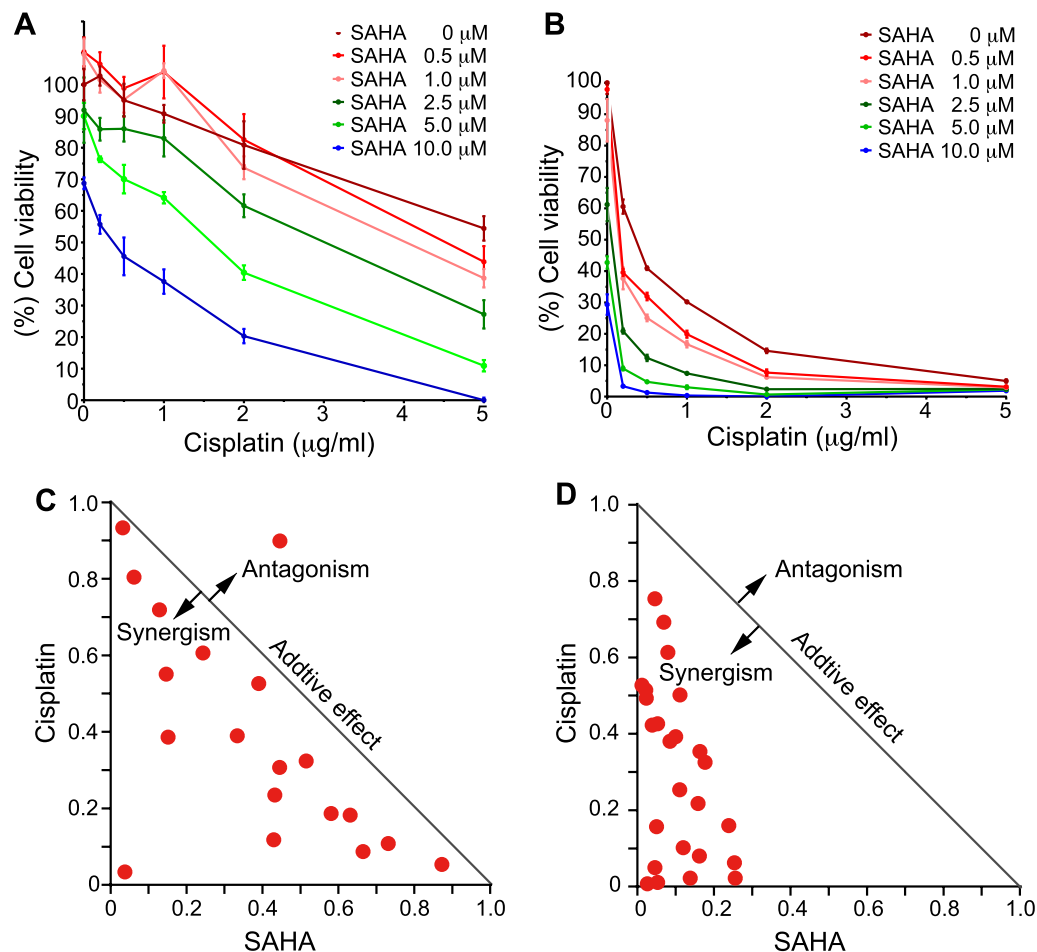 A
SAHA 0 μM
SAHA 0.5 μM
SAHA 1.0 μM
SAHA 2.5 μM
SAHA 5.0 μM
SAHA 10.0 μM
(%) Cell viability
100
90
80
70
60
50
40
30
20
10
0
0 1 2 3 4 5
Cisplatin (μg/ml)
B
SAHA 0 μM
SAHA 0.5 μM
SAHA 1.0 μM
SAHA 2.5 μM
SAHA 5.0 μM
SAHA 10.0 μM
(%) Cell viability
100
90
80
70
60
50
40
30
20
10
0
0 1 2 3 4 5
Cisplatin (μg/ml)
C
Cisplatin
1.0
0.8
0.6
0.4
0.2
0
Antagonism
Synergism
Addtive effect
0 0.2 0.4 0.6 0.8 1.0
SAHA
D
Cisplatin
1.0
0.8
0.6
0.4
0.2
0
Antagonism
Synergism
Addtive effect
0 0.2 0.4 0.6 0.8 1.0
SAHA